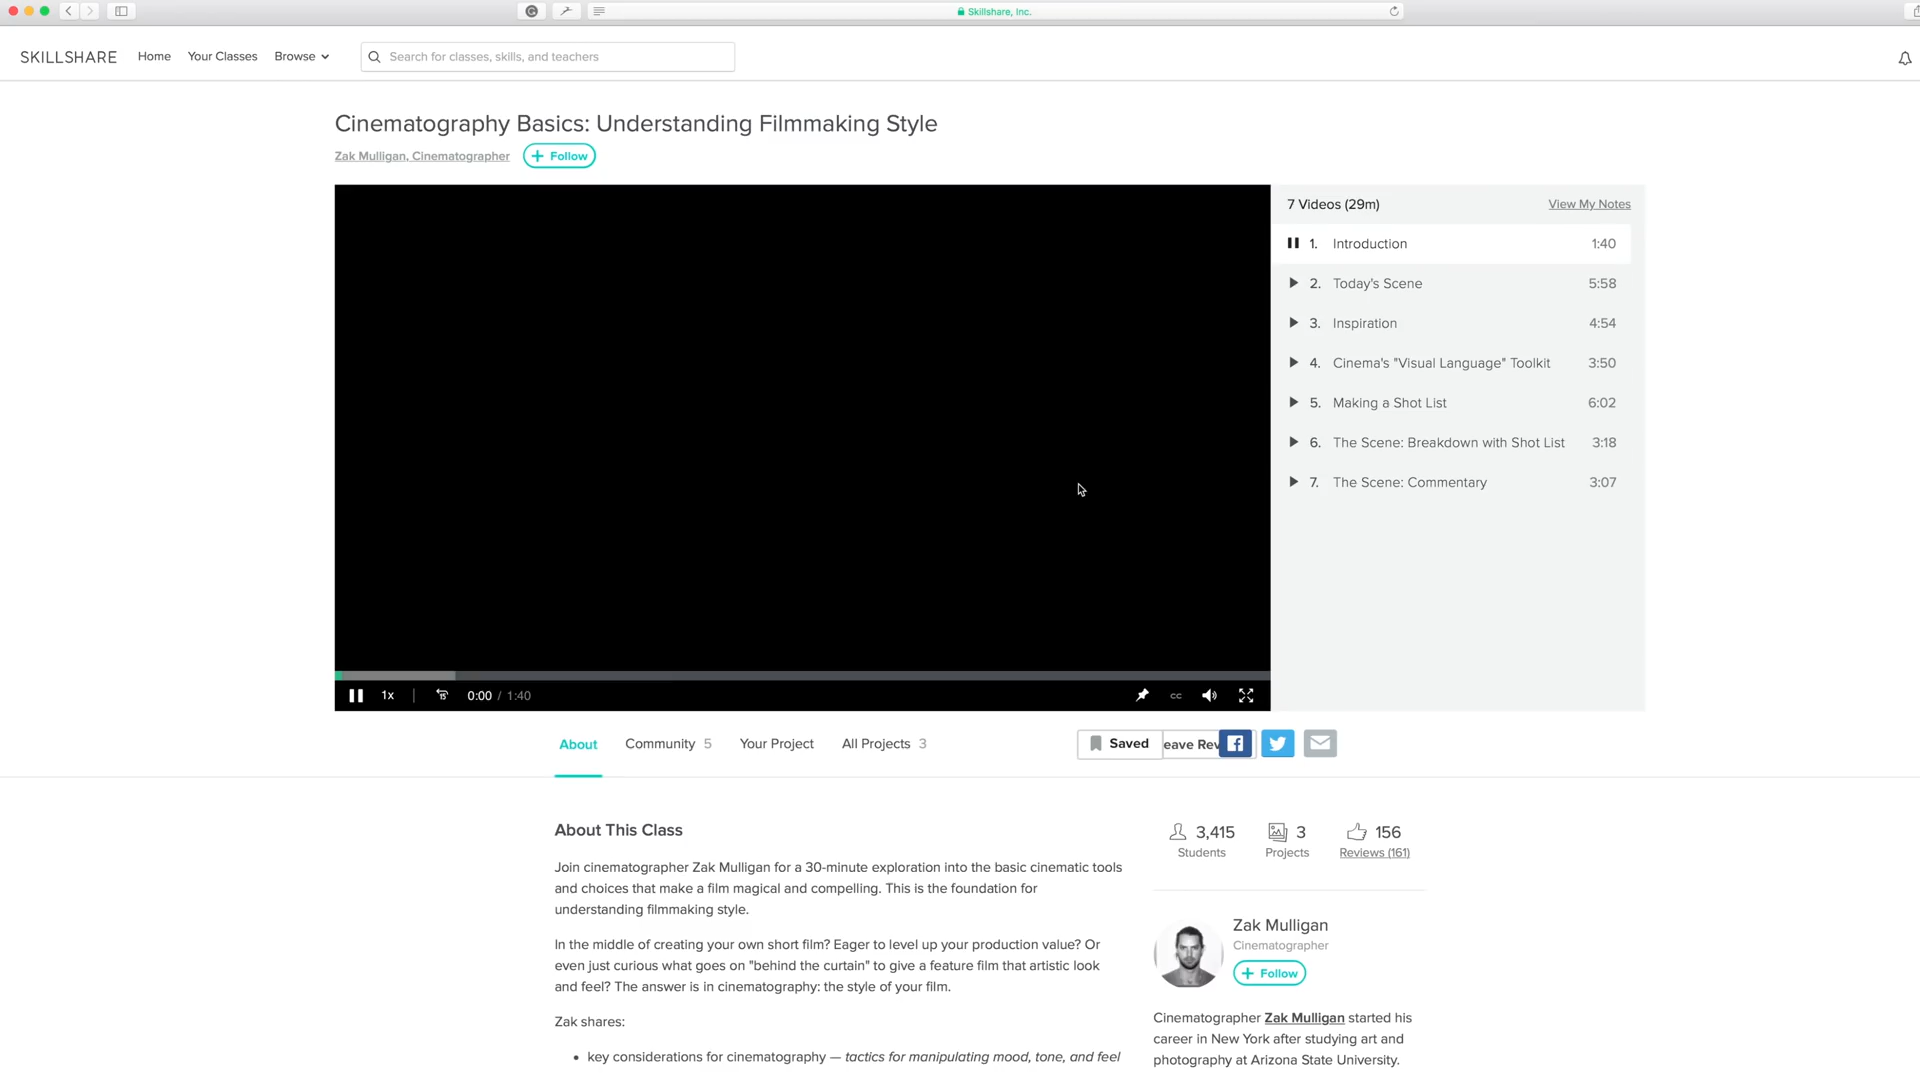 Skillshare, Inc.
SKILLSHARE Home Your Classes Browse Search for classes, skills, and teachers
Cinematography Basics: Understanding Filmmaking Style
Zak Mulligan, Cinematographer + Follow
7 Videos (29m) View My Notes
1. Introduction 1:40
2. Today's Scene 5:58
3. Inspiration 4:54
4. Cinema's "Visual Language" Toolkit 3:50
5. Making a Shot List 6:02
6. The Scene: Breakdown with Shot List 3:18
7. The Scene: Commentary 3:07
1x | 15 0:00 / 1:40 CC
About Community 5 Your Project All Projects 3 Saved eave Rev
About This Class
Join cinematographer Zak Mulligan for a 30-minute exploration into the basic cinematic tools
and choices that make a film magical and compelling. This is the foundation for
understanding filmmaking style.
In the middle of creating your own short film? Eager to level up your production value? Or
even just curious what goes on "behind the curtain" to give a feature film that artistic look
and feel? The answer is in cinematography: the style of your film.
Zak shares:
• key considerations for cinematography — tactics for manipulating mood, tone, and feel
3,415 3 156
Students Projects Reviews (161)
Zak Mulligan
Cinematographer
+ Follow
Cinematographer Zak Mulligan started his
career in New York after studying art and
photography at Arizona State University.